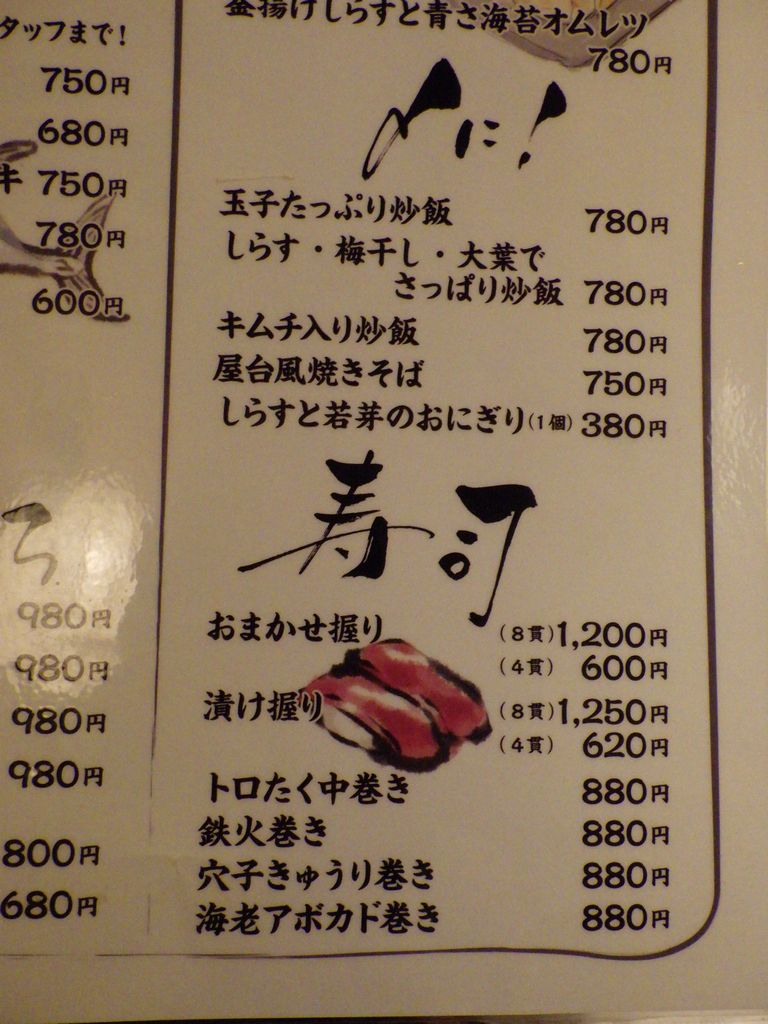 タッフまで!
750円
680円
キ 750円
780円
600円
ろ
980円
980円
980円
980円
800円
680円
釜揚げしらすと青さ海苔オムレツ
780円
〆に!
玉子たっぷり炒飯 780円
しらす・梅干し・大葉で
さっぱり炒飯 780円
キムチ入り炒飯 780円
屋台風焼きそば 750円
しらすと若芽のおにぎり(1個) 380円
寿司
おまかせ握り (8貫)1,200円
(4貫) 600円
漬け握り (8貫)1,250円
(4貫) 620円
トロたく中巻き 880円
鉄火巻き 880円
穴子きゅうり巻き 880円
海老アボカド巻き 880円